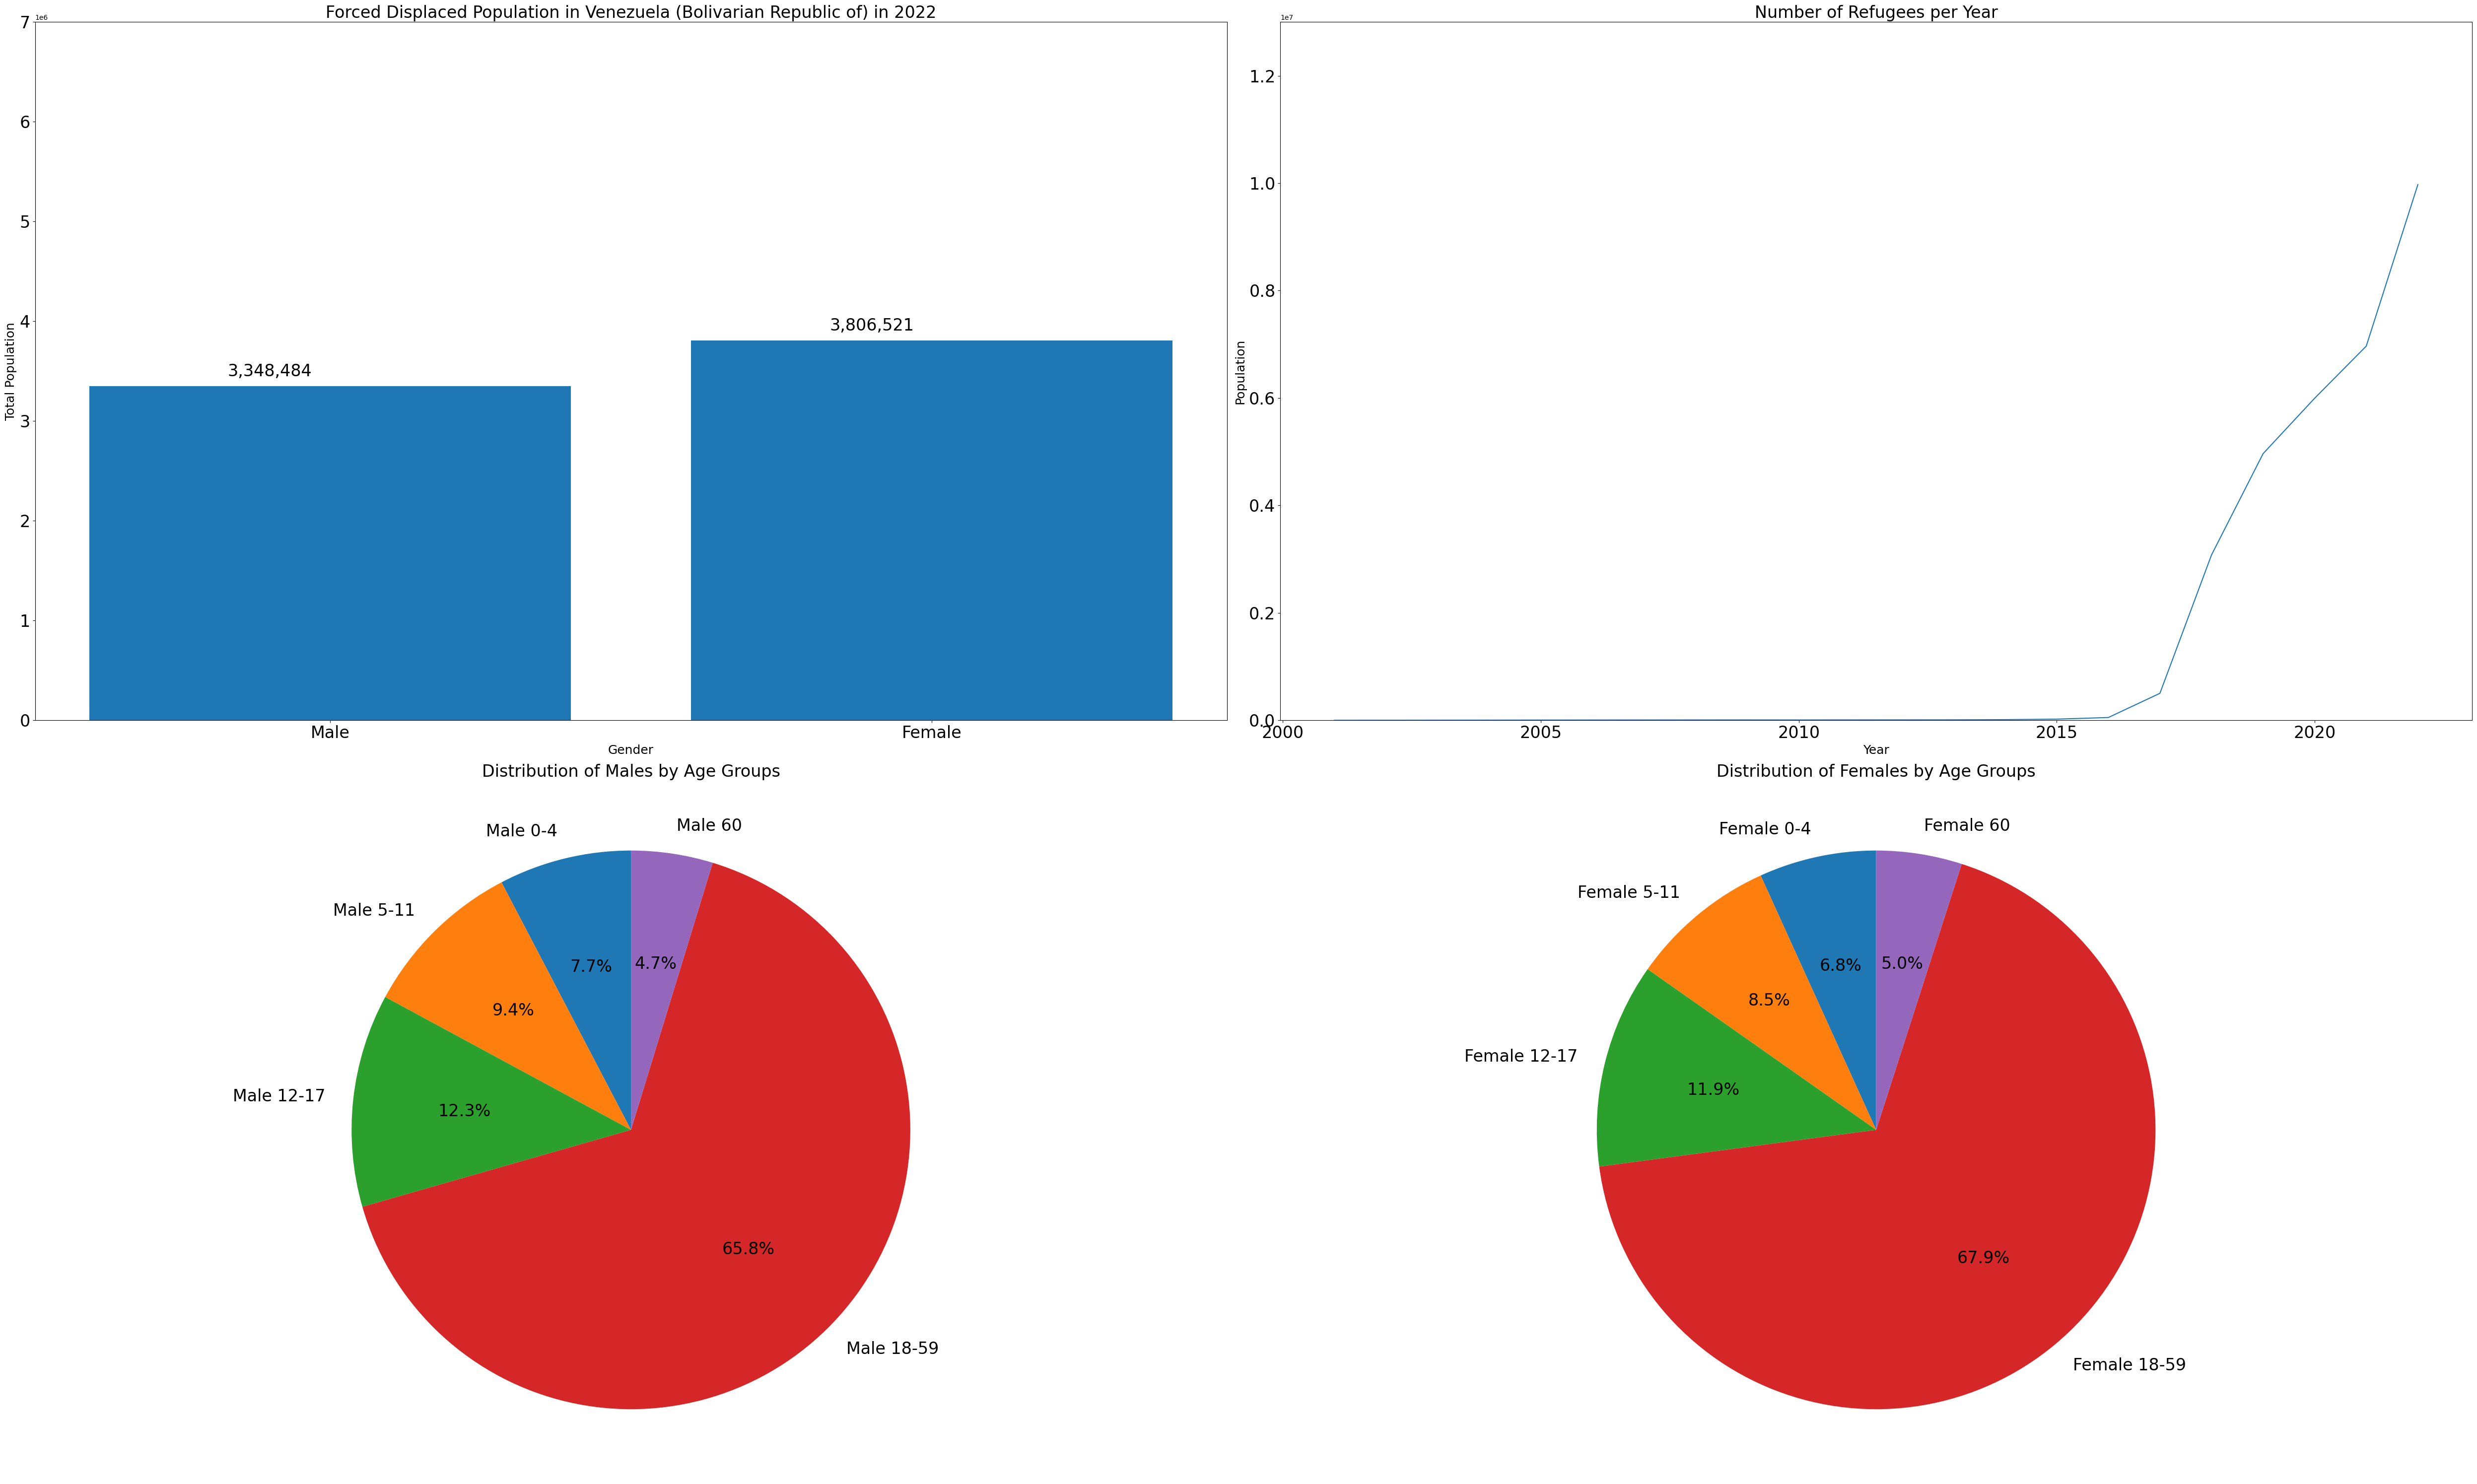 Forced Displaced Population in Venezuela (Bolivarian Republic of) in 2022
1e6
7
6
5
4
3
2
1
0
Total Population
3,348,484
3,806,521
Male
Female
Gender
Number of Refugees per Year
1e7
1.2
1.0
0.8
0.6
0.4
0.2
0.0
Population
2000
2005
2010
2015
2020
Year
Distribution of Males by Age Groups
Male 0-4
Male 60
Male 5-11
Male 12-17
Male 18-59
7.7%
4.7%
9.4%
12.3%
65.8%
Distribution of Females by Age Groups
Female 0-4
Female 60
Female 5-11
Female 12-17
Female 18-59
6.8%
5.0%
8.5%
11.9%
67.9%